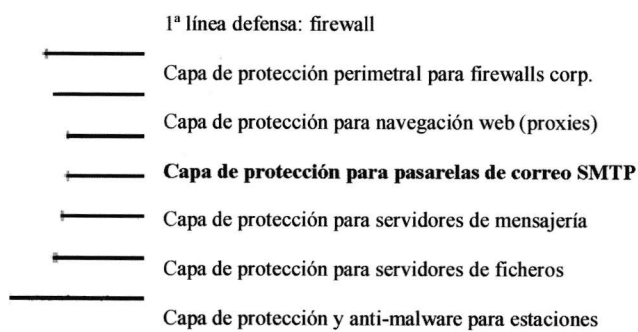 1ª línea defensa: firewall
Capa de protección perimetral para firewalls corp.
Capa de protección para navegación web (proxies)
Capa de protección para pasarelas de correo SMTP
Capa de protección para servidores de mensajería
Capa de protección para servidores de ficheros
Capa de protección y anti-malware para estaciones